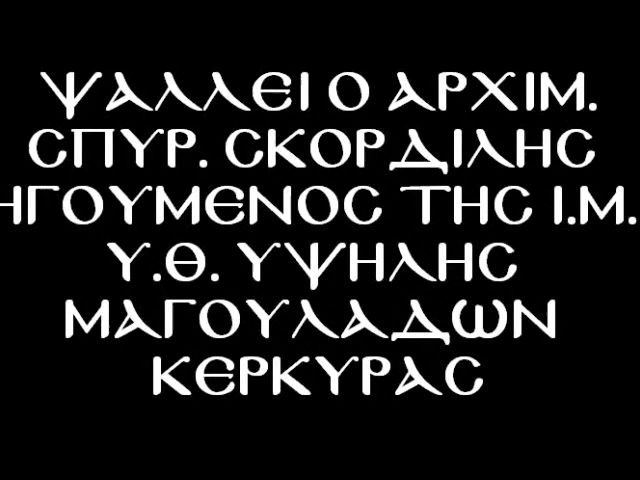 ΨΑΛΛΕΙ Ο ΑΡΧΙΜ.
ΣΠΥΡ. ΣΚΟΡΔΙΛΗΣ
ΗΓΟΥΜΕΝΟΣ ΤΗΣ Ι.Μ.
Υ.Θ. ΥΨΗΛΗΣ
ΜΑΓΟΥΛΑΔΩΝ
ΚΕΡΚΥΡΑΣ